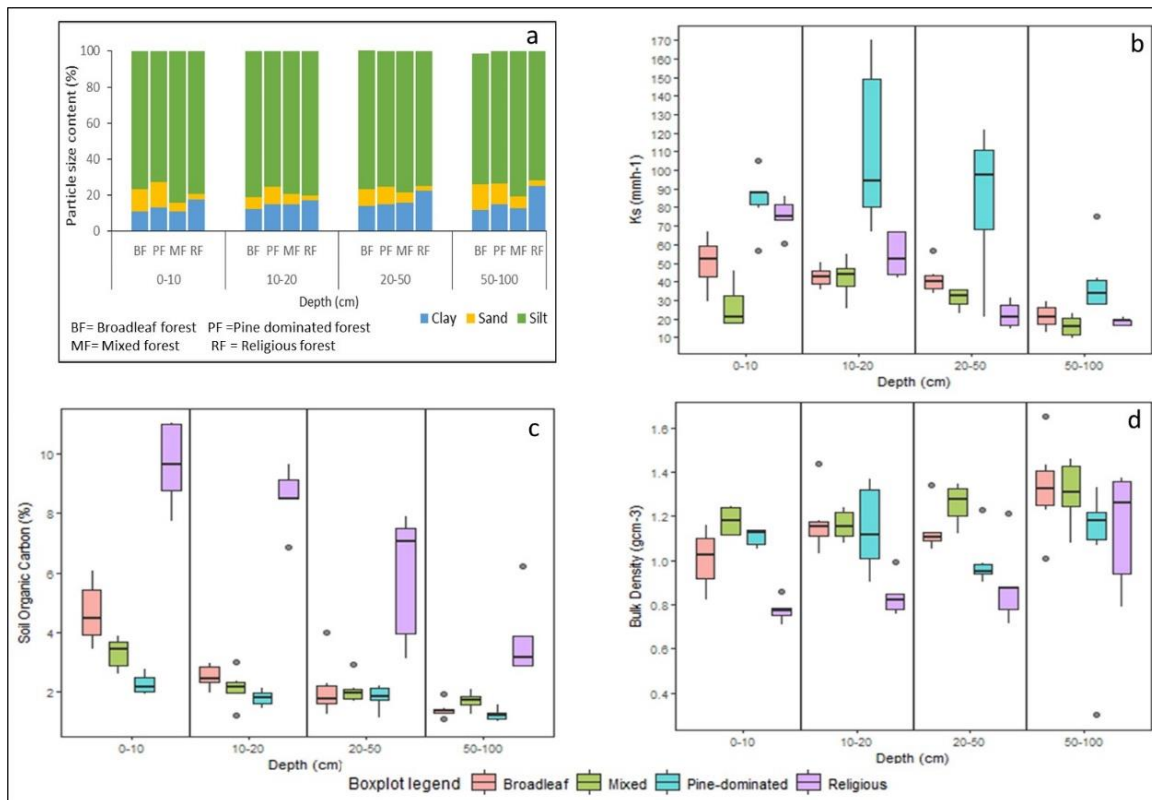 a
Particle size content (%)
100
80
60
40
20
0
BF PF MF RF BF PF MF RF BF PF MF RF BF PF MF RF
0-10 10-20 20-50 50-100
Depth (cm)
Clay Sand Silt
BF= Broadleaf forest PF =Pine dominated forest
MF= Mixed forest RF = Religious forest
b
Ks (mmh-1)
170
160
150
140
130
120
110
100
90
80
70
60
50
40
30
20
10
0-10 10-20 20-50 50-100
Depth (cm)
c
Soil Organic Carbon (%)
10
8
6
4
2
0-10 10-20 20-50 50-100
Depth (cm)
d
Bulk Density (gcm-3)
1.6
1.4
1.2
1.0
0.8
0.6
0.4
0-10 10-20 20-50 50-100
Depth (cm)
Boxplot legend Broadleaf Mixed Pine-dominated Religious